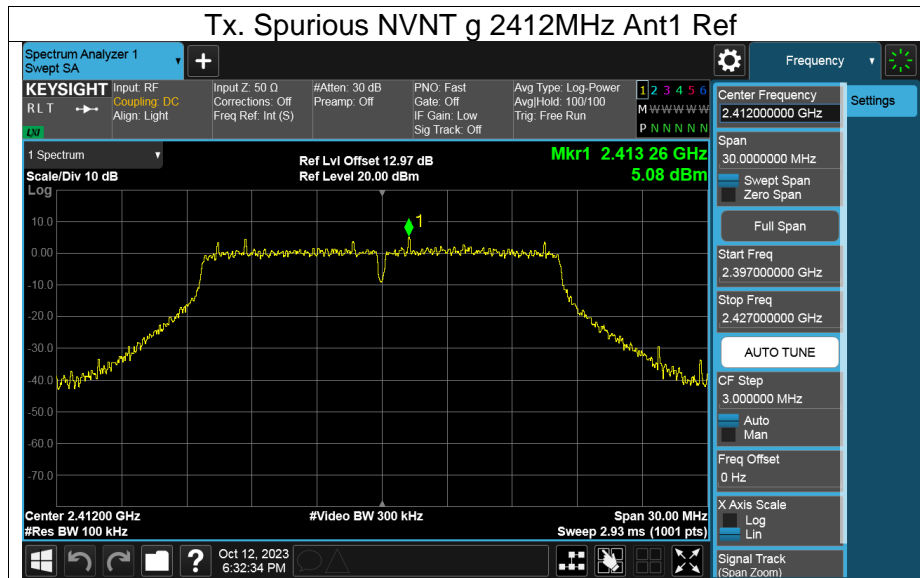 Tx. Spurious NVNT g 2412MHz Ant1 Ref
Spectrum Analyzer 1
Swept SA
+
Frequency
KEYSIGHT
RLT
LXI
Input: RF
Coupling: DC
Align: Light
Input Z: 50 Ω
Corrections: Off
Freq Ref: Int (S)
#Atten: 30 dB
Preamp: Off
PNO: Fast
Gate: Off
IF Gain: Low
Sig Track: Off
Avg Type: Log-Power
Avg|Hold: 100/100
Trig: Free Run
1 2 3 4 5 6
M W W W W W
P N N N N N
1 Spectrum
Scale/Div 10 dB
Log
Ref Lvl Offset 12.97 dB
Ref Level 20.00 dBm
Mkr1 2.413 26 GHz
5.08 dBm
1
10.0
0.00
-10.0
-20.0
-30.0
-40.0
-50.0
-60.0
-70.0
Center 2.41200 GHz
#Res BW 100 kHz
#Video BW 300 kHz
Span 30.00 MHz
Sweep 2.93 ms (1001 pts)
Oct 12, 2023
6:32:34 PM
?
Center Frequency
2.412000000 GHz
Settings
Span
30.0000000 MHz
Swept Span
Zero Span
Full Span
Start Freq
2.397000000 GHz
Stop Freq
2.427000000 GHz
AUTO TUNE
CF Step
3.000000 MHz
Auto
Man
Freq Offset
0 Hz
X Axis Scale
Log
Lin
Signal Track
(Span Zoom)